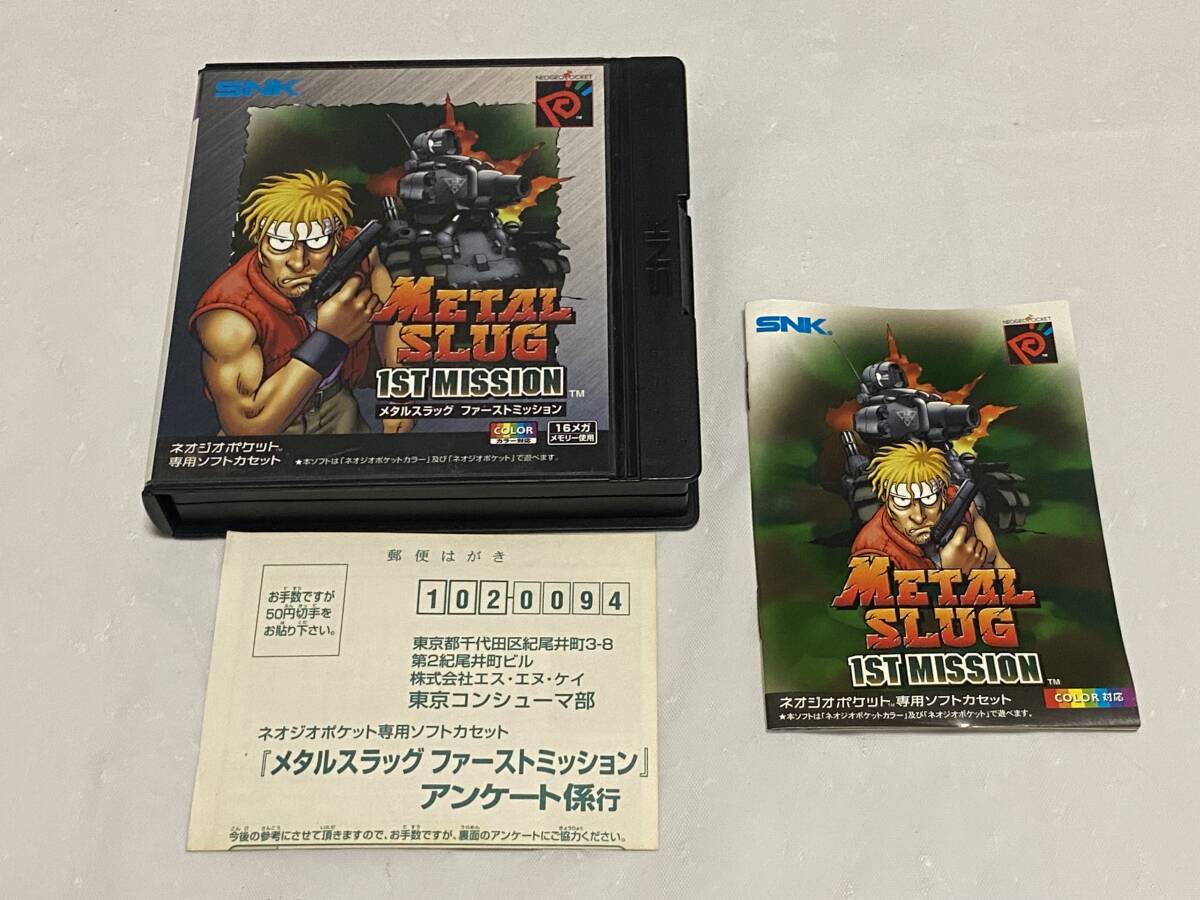 SNK
NEOGEO POCKET
METAL
SLUG
1ST MISSION™
メタルスラッグ ファーストミッション
COLOR
カラー対応
16メガ
メモリー使用
ネオジオポケット
専用ソフトカセット
★本ソフトは「ネオジオポケットカラー」及び「ネオジオポケット」で遊べます。
SNK
郵便はがき
お手数ですが
50円切手を
お貼り下さい。
102-0094
東京都千代田区紀尾井町3-8
第2紀尾井町ビル
株式会社エス・エヌ・ケイ
東京コンシューマ部
ネオジオポケット専用ソフトカセット
『メタルスラッグ ファーストミッション』
アンケート係行
今後の参考にさせて頂きますので、お手数ですが、裏面のアンケートにご協力ください。
SNK®
NEOGEO POCKET
METAL
SLUG
1ST MISSION™
ネオジオポケット™専用ソフトカセット
COLOR 対応
★本ソフトは「ネオジオポケットカラー」及び「ネオジオポケット」で遊べます。